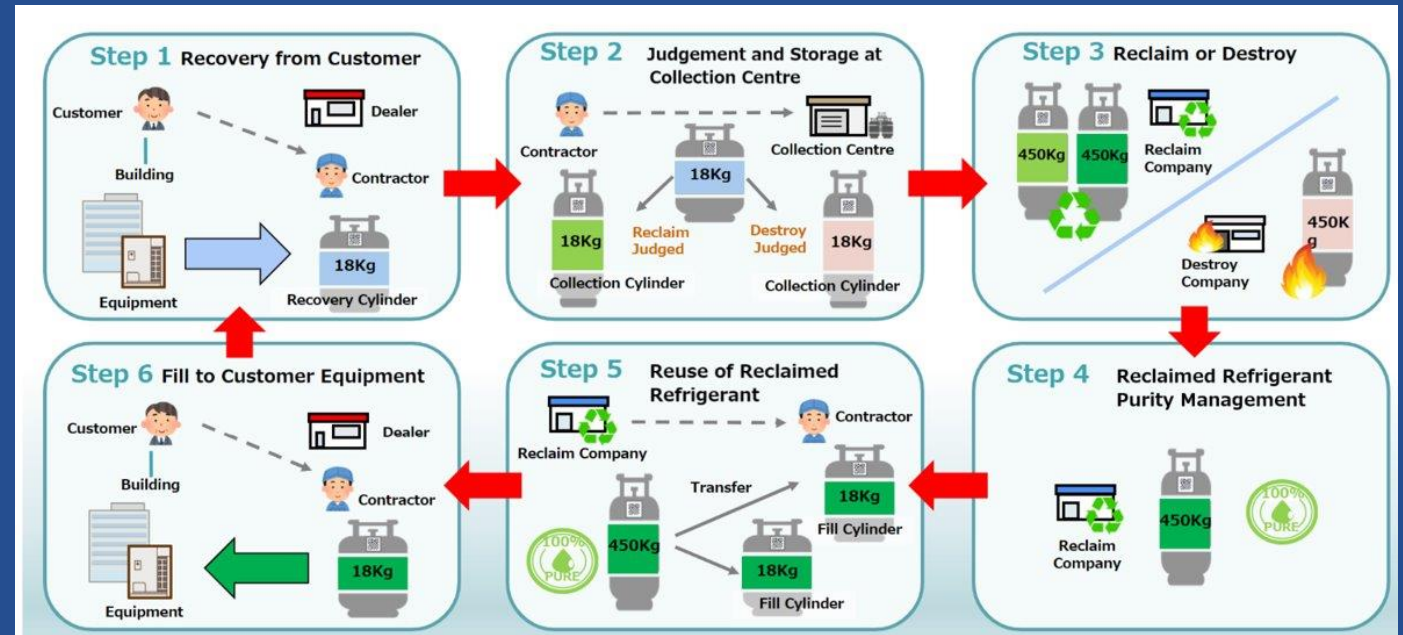 Step 1 Recovery from Customer
Customer
Dealer
Contractor
Building
18Kg
Equipment
Recovery Cylinder
Step 2 Judgement and Storage at
Collection Centre
Contractor
Collection Centre
18Kg
Reclaim
Judged
Destroy
Judged
18Kg
18Kg
Collection Cylinder
Collection Cylinder
Step 3 Reclaim or Destroy
450Kg
450Kg
Reclaim
Company
450K
g
Destroy
Company
Step 4 Reclaimed Refrigerant
Purity Management
Reclaim
Company
450Kg
100%
PURE
Step 5 Reuse of Reclaimed
Refrigerant
Contractor
Reclaim Company
Transfer
18Kg
Fill Cylinder
100%
PURE
450Kg
18Kg
Fill Cylinder
Step 6 Fill to Customer Equipment
Customer
Dealer
Building
Contractor
18Kg
Equipment